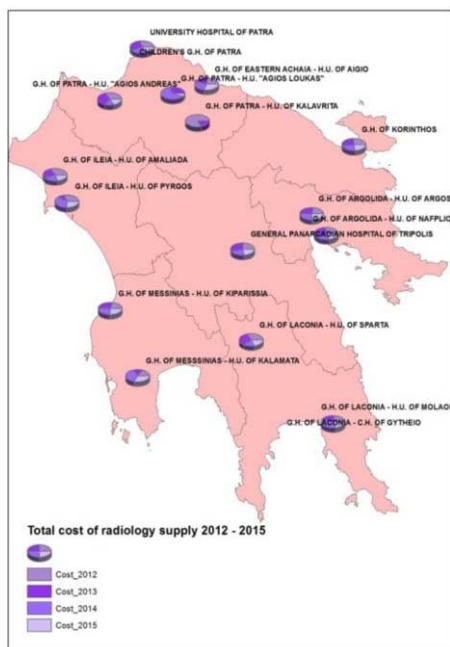 UNIVERSITY HOSPITAL OF PATRA
CHILDREN'S G.H. OF PATRA
G.H. OF EASTERN ACHAIA - H.U. OF AIGIO
G.H. OF PATRA - H.U. "AGIOS ANDREAS"
G.H. OF PATRA - H.U. "AGIOS LOUKAS"
G.H. OF PATRA - H.U. OF KALAVRITA
G.H. OF KORINTHOS
G.H. OF ILEIA - H.U. OF AMALIADA
G.H. OF ILEIA - H.U. OF PYRGOS
G.H. OF ARGOLIDA - H.U. OF ARGOS
G.H. OF ARGOLIDA - H.U. OF NAFPLIO
GENERAL PANARCADIAN HOSPITAL OF TRIPOLIS
G.H. OF MESSINIAS - H.U. OF KIPARISSIA
G.H. OF LACONIA - H.U. OF SPARTA
G.H. OF MESSSINIAS - H.U. OF KALAMATA
G.H. OF LACONIA - H.U. OF MOLAOI
G.H. OF LACONIA - C.H. OF GYTHEIO
Total cost of radiology supply 2012 - 2015
Cost_2012
Cost_2013
Cost_2014
Cost_2015